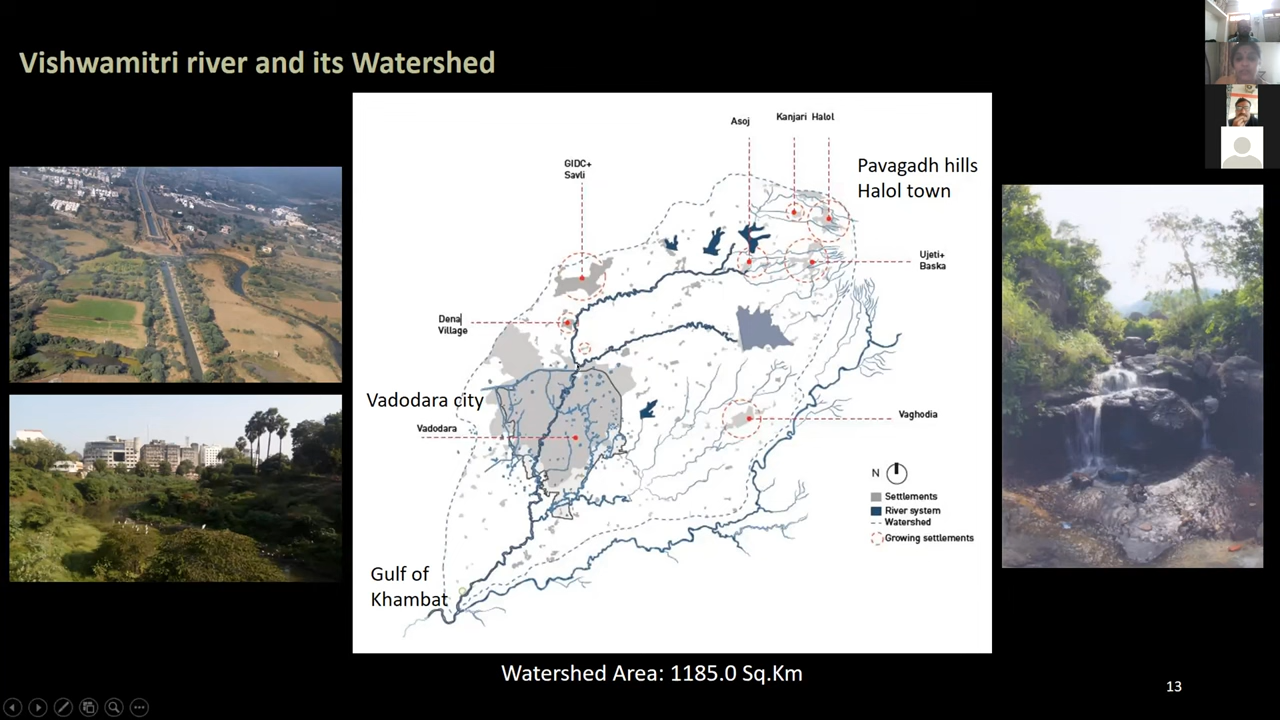 Vishwamitri river and its Watershed
Asoj
Kanjari Halol
GIDC+
Savli
Pavagadh hills
Halol town
Ujeti+
Baska
Dena
Village
Vadodara city
Vadodara
Vaghodia
N
Settlements
River system
Watershed
Growing settlements
Gulf of
Khambat
Watershed Area: 1185.0 Sq.Km
13